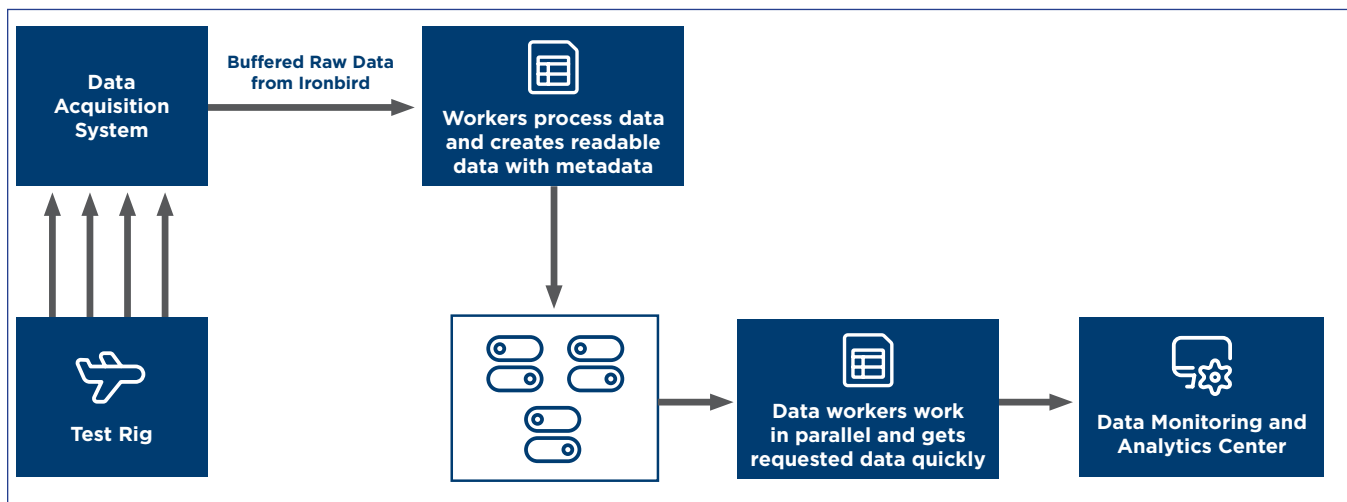 Data
Acquisition
System
Buffered Raw Data
from Ironbird
Workers process data
and creates readable
data with metadata
Test Rig
Data workers work
in parallel and gets
requested data quickly
Data Monitoring and
Analytics Center